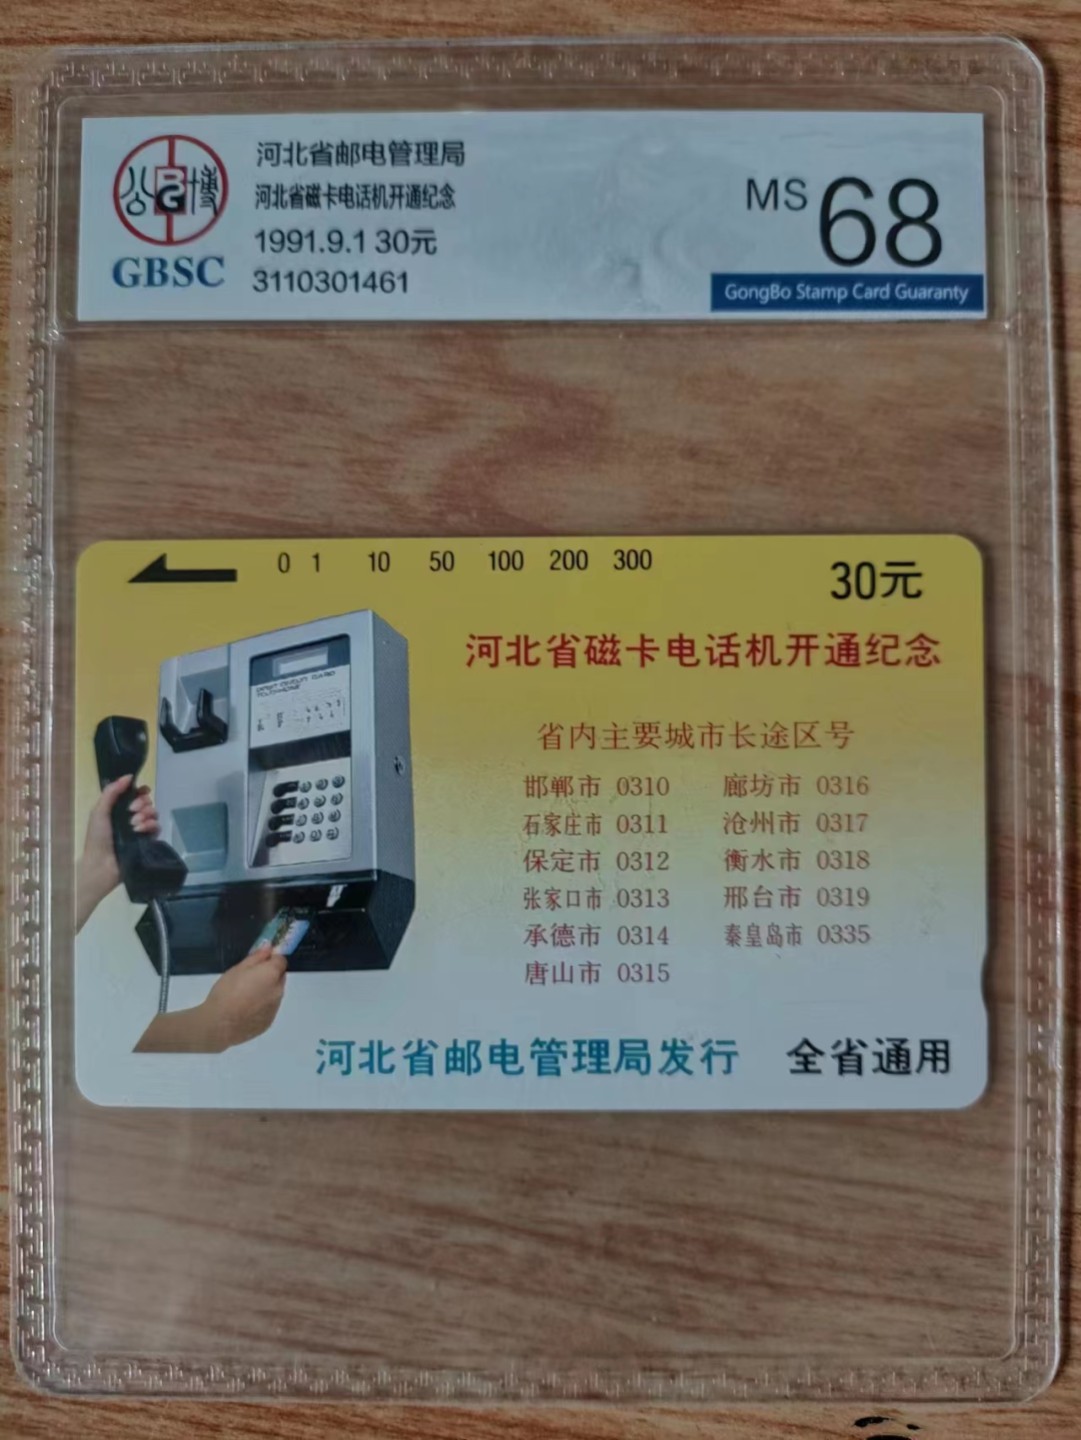 河北省邮电管理局
公 博
河北省磁卡电话机开通纪念
1991.9.1 30元
GBSC
3110301461
MS 68
GongBo Stamp Card Guaranty
0 1 10 50 100 200 300
30元
河北省磁卡电话机开通纪念
省内主要城市长途区号
邯郸市 0310 廊坊市 0316
石家庄市 0311 沧州市 0317
保定市 0312 衡水市 0318
张家口市 0313 邢台市 0319
承德市 0314 秦皇岛市 0335
唐山市 0315
河北省邮电管理局发行 全省通用